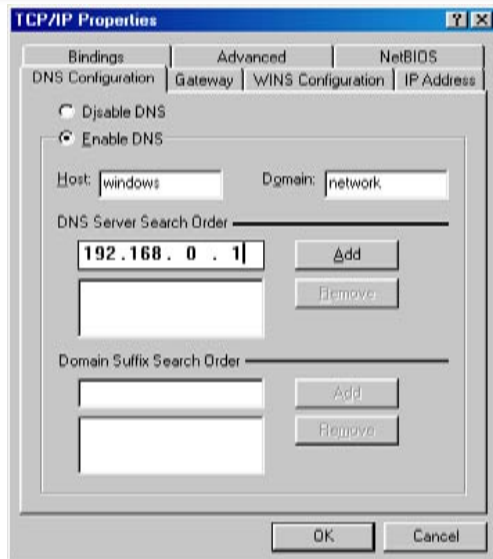 TCP/IP Properties
Bindings Advanced NetBIOS
DNS Configuration Gateway WINS Configuration IP Address
Disable DNS
Enable DNS
Host: windows Domain: network
DNS Server Search Order
192.168. 0 . 1 Add
Remove
Domain Suffix Search Order
Add
Remove
OK Cancel